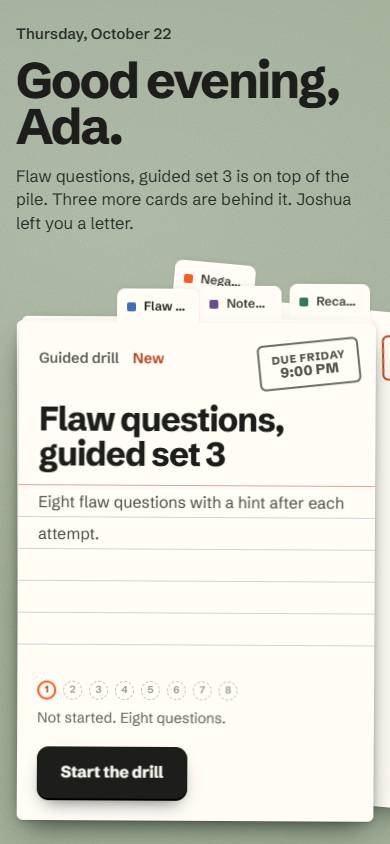 Thursday, October 22
Good evening,
Ada.
Flaw questions, guided set 3 is on top of the
pile. Three more cards are behind it. Joshua
left you a letter.
Nega...
Flaw ...
Note...
Reca...
Guided drill New
DUE FRIDAY
9:00 PM
Flaw questions,
guided set 3
Eight flaw questions with a hint after each
attempt.
1 2 3 4 5 6 7 8
Not started. Eight questions.
Start the drill